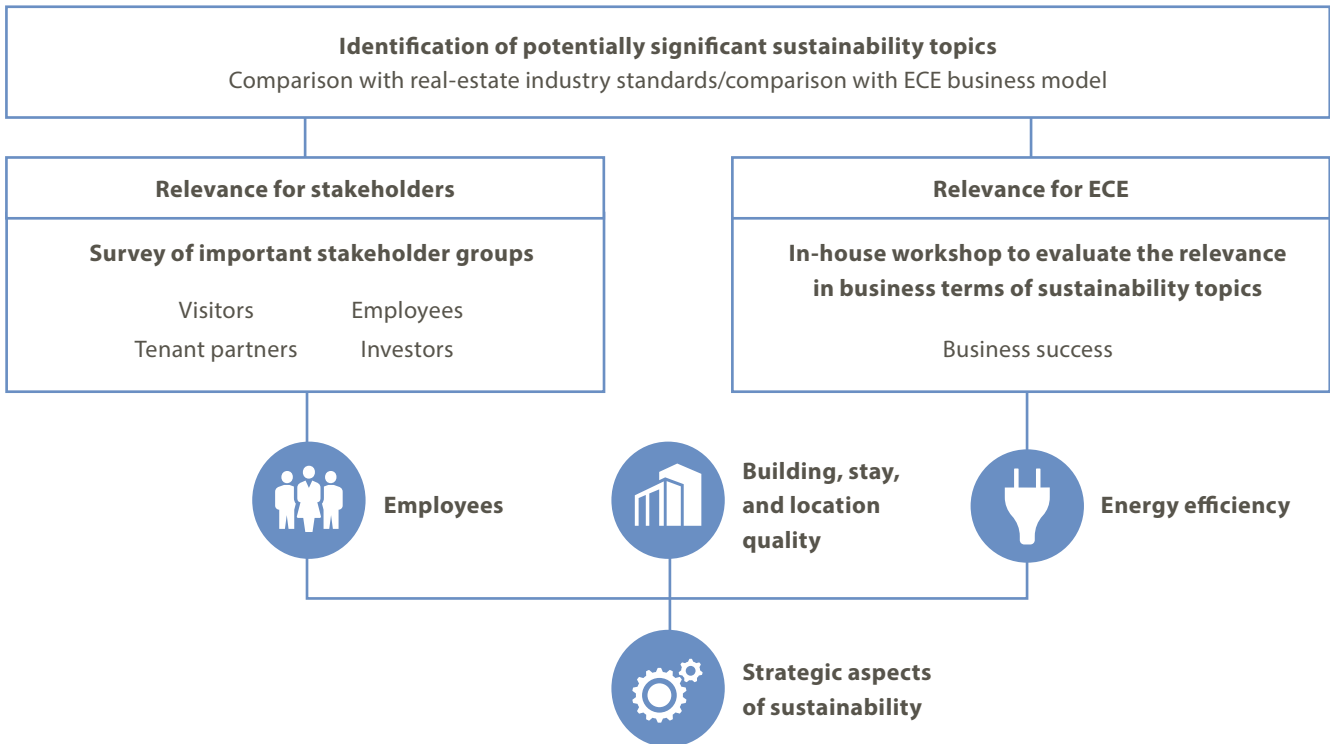 Identification of potentially significant sustainability topics
Comparison with real-estate industry standards/comparison with ECE business model
Relevance for stakeholders
Survey of important stakeholder groups
Visitors
Employees
Tenant partners
Investors
Relevance for ECE
In-house workshop to evaluate the relevance
in business terms of sustainability topics
Business success
Employees
Building, stay,
and location
quality
Energy efficiency
Strategic aspects
of sustainability